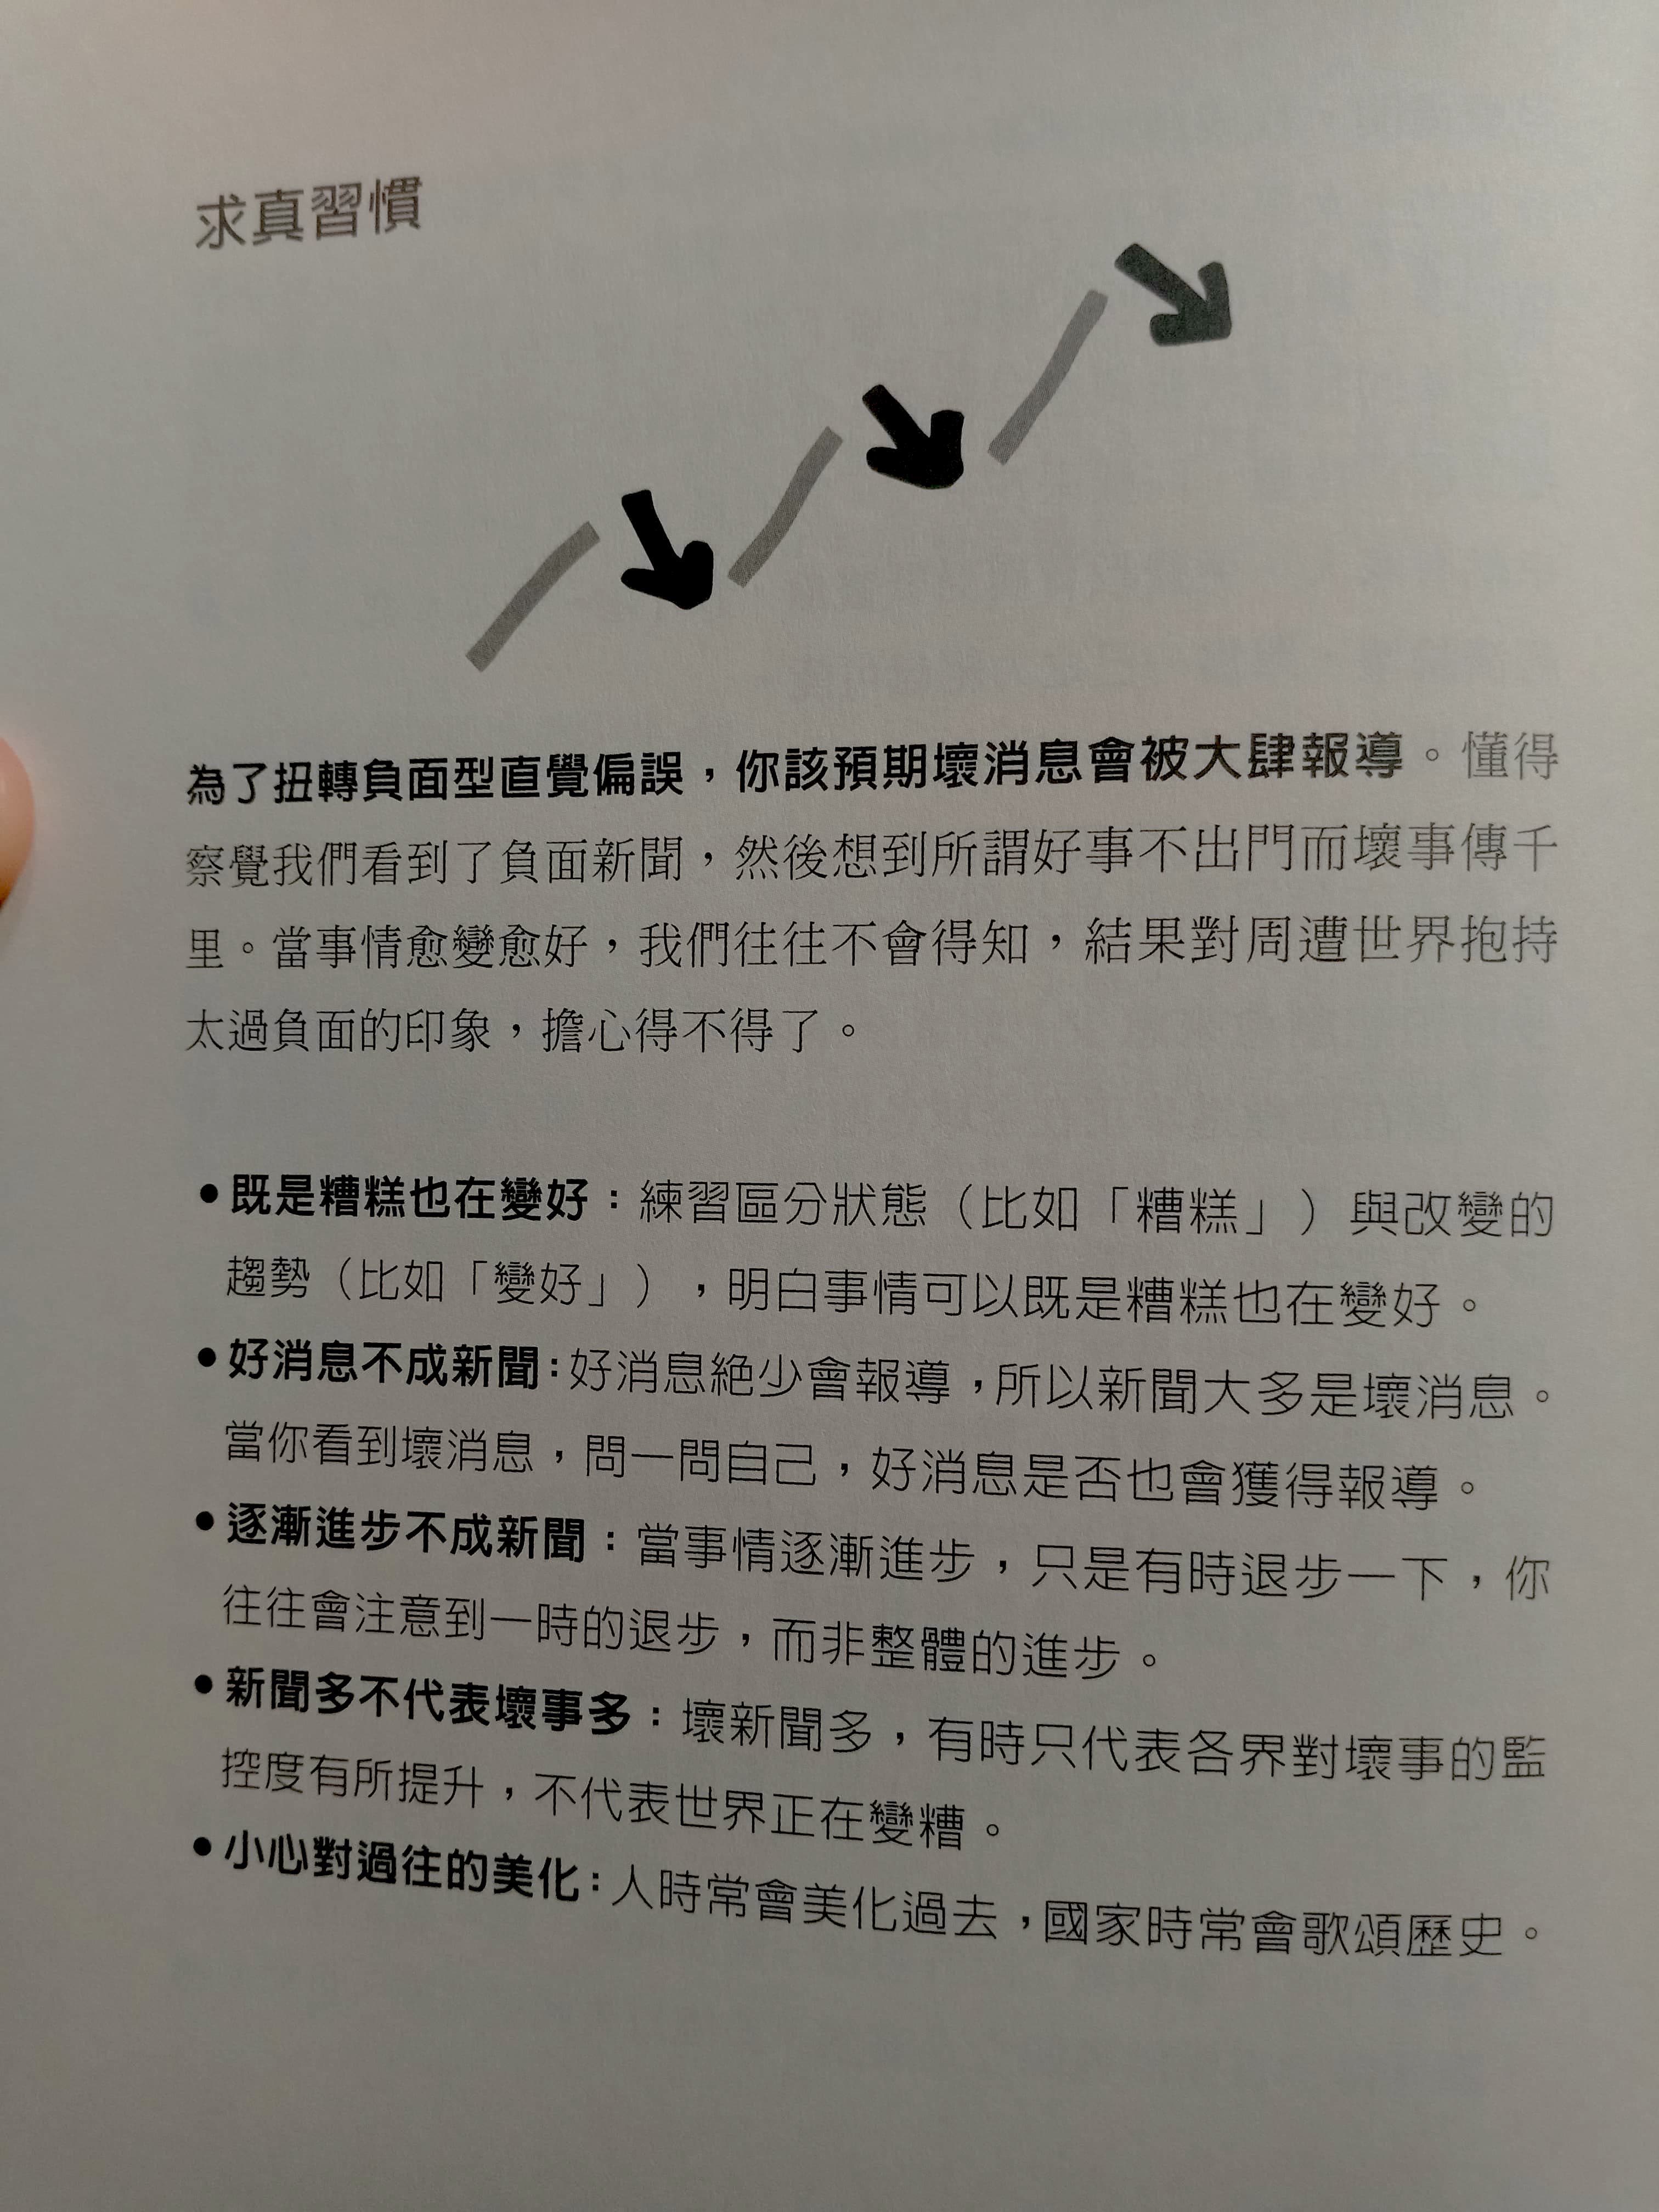 求真習慣
為了扭轉負面型直覺偏誤，你該預期壞消息會被大肆報導。懂得
察覺我們看到了負面新聞，然後想到所謂好事不出門而壞事傳千
里。當事情愈變愈好，我們往往不會得知，結果對周遭世界抱持
太過負面的印象，擔心得不得了。
•既是糟糕也在變好：練習區分狀態（比如「糟糕」）與改變的
趨勢（比如「變好」），明白事情可以既是糟糕也在變好。
•好消息不成新聞：好消息絕少會報導，所以新聞大多是壞消息。
當你看到壞消息，問一問自己，好消息是否也會獲得報導。
•逐漸進步不成新聞：當事情逐漸進步，只是有時退步一下，你
往往會注意到一時的退步，而非整體的進步。
•新聞多不代表壞事多：壞新聞多，有時只代表各界對壞事的監
控度有所提升，不代表世界正在變糟。
•小心對過往的美化：人時常會美化過去，國家時常會歌頌歷史。